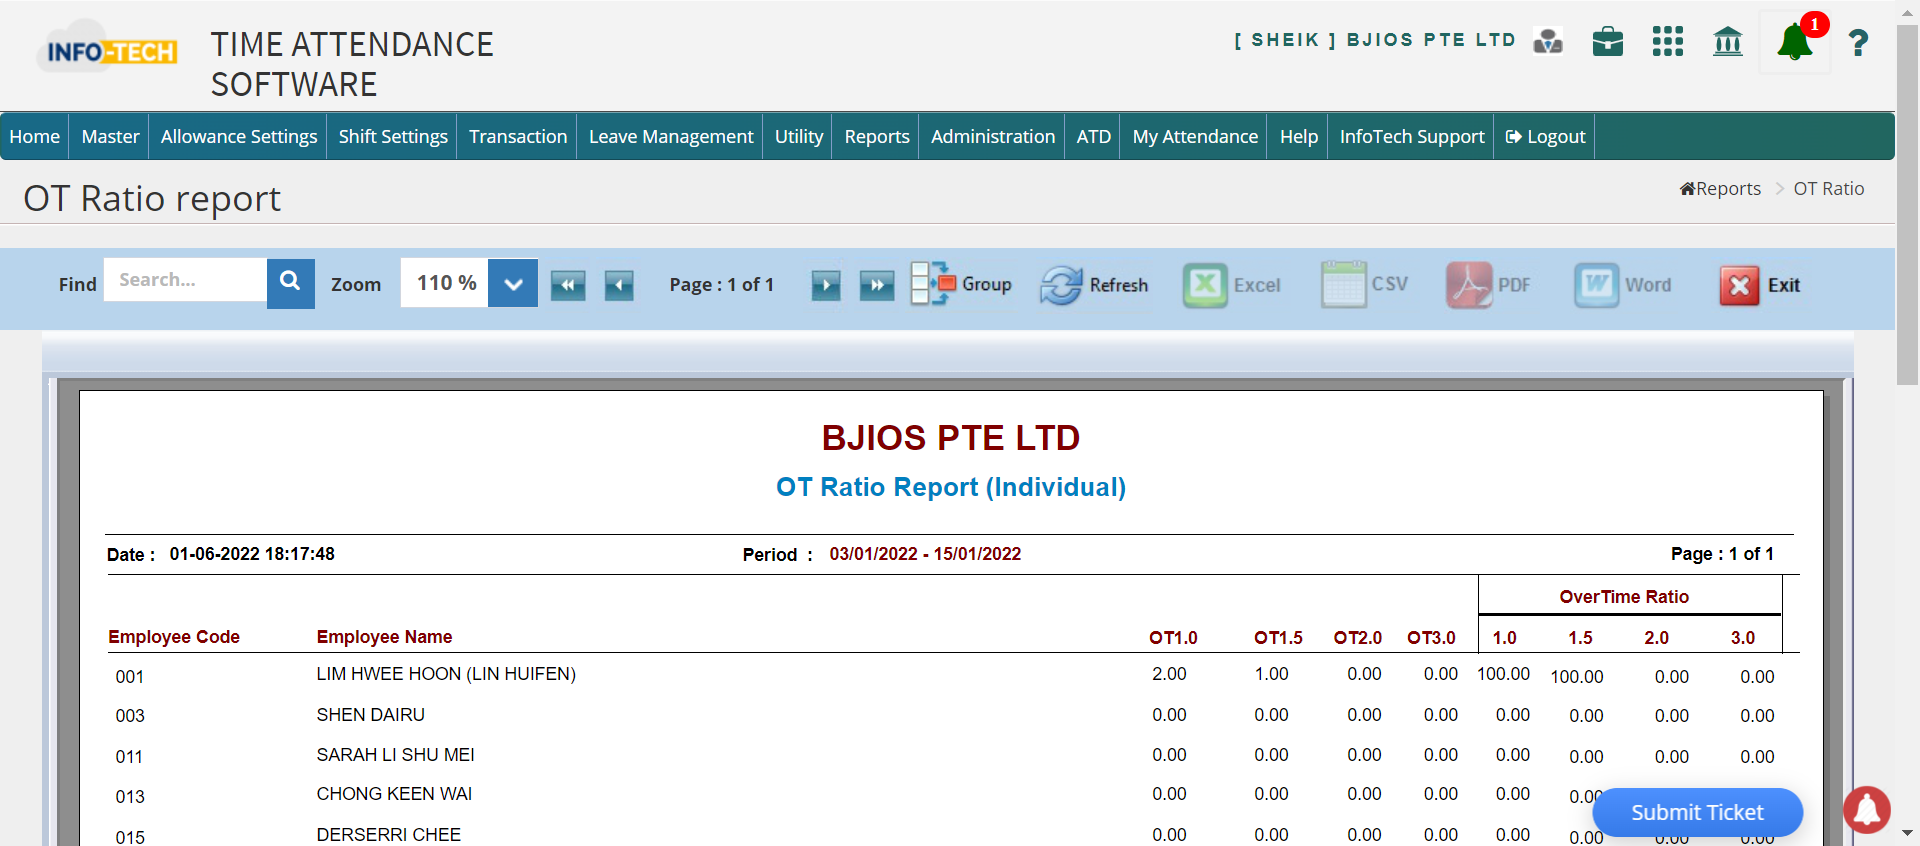 INFO-TECH
TIME ATTENDANCE
SOFTWARE
[ SHEIK ] BJIOS PTE LTD
1
?
Home Master Allowance Settings Shift Settings Transaction Leave Management Utility Reports Administration ATD My Attendance Help InfoTech Support Logout
OT Ratio report
Reports > OT Ratio
Find Search... Zoom 110 % Page : 1 of 1 Group Refresh Excel CSV PDF Word Exit
BJIOS PTE LTD
OT Ratio Report (Individual)
Date : 01-06-2022 18:17:48 Period : 03/01/2022 - 15/01/2022 Page : 1 of 1
OverTime Ratio
Employee Code Employee Name OT1.0 OT1.5 OT2.0 OT3.0 1.0 1.5 2.0 3.0
001 LIM HWEE HOON (LIN HUIFEN) 2.00 1.00 0.00 0.00 100.00 100.00 0.00 0.00
003 SHEN DAIRU 0.00 0.00 0.00 0.00 0.00 0.00 0.00 0.00
011 SARAH LI SHU MEI 0.00 0.00 0.00 0.00 0.00 0.00 0.00 0.00
013 CHONG KEEN WAI 0.00 0.00 0.00 0.00 0.00 0.00
015 DERSERRI CHEE 0.00 0.00 0.00 0.00 0.00 0.00 0.00 0.00
Submit Ticket